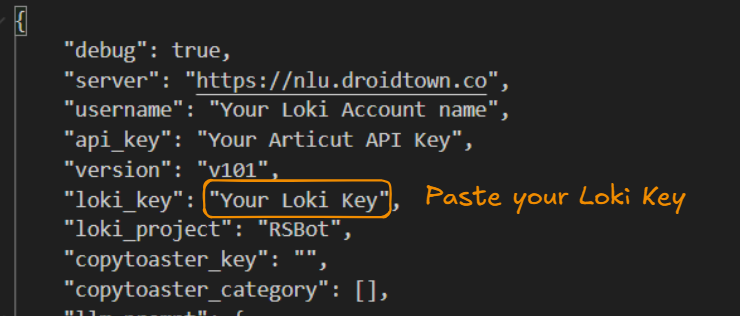 {
"debug": true,
"server": "https://nlu.droidtown.co",
"username": "Your Loki Account name",
"api_key": "Your Articut API Key",
"version": "v101",
"loki_key": "Your Loki Key", Paste your Loki Key
"loki_project": "RSBot",
"copytoaster_key": "",
"copytoaster_category": [],
"llm_prompt": {